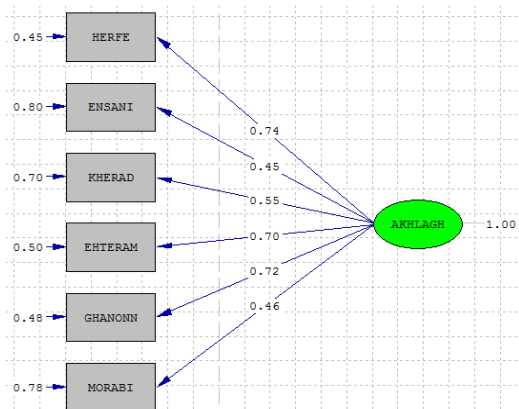 0.45 HERFE
0.80 ENSANI
0.74
0.45
0.70 KHERAD
0.55
AKHLAGH 1.00
0.50 EHTERAM
0.70
0.72
0.48 GHANONN
0.46
0.78 MORABI